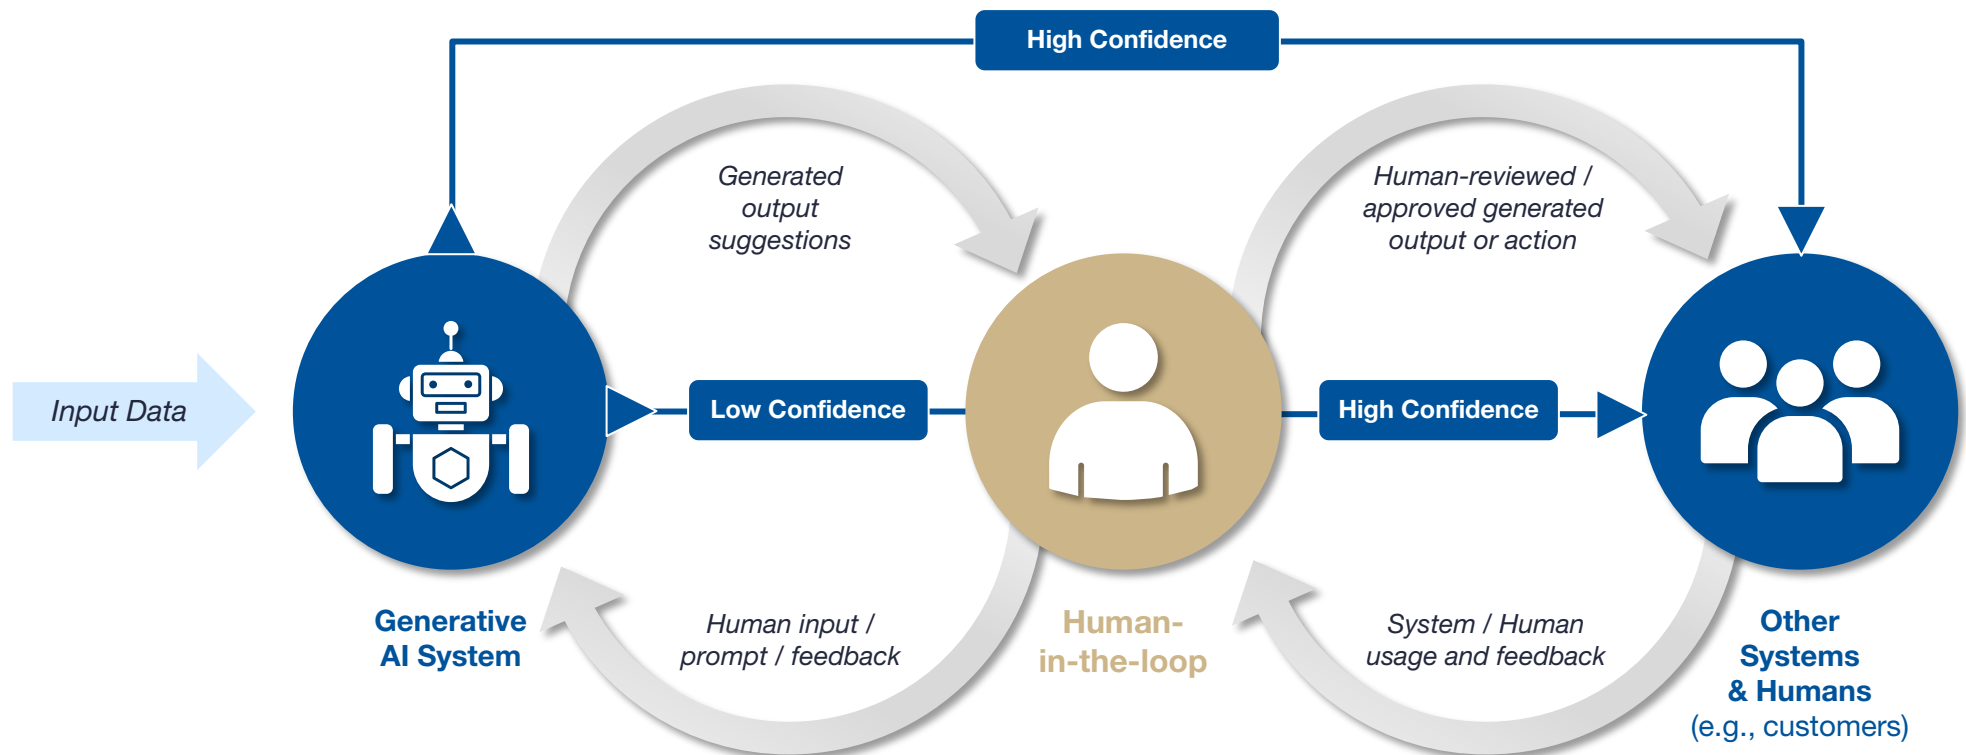 High Confidence
Generated
output
suggestions
Human-reviewed /
approved generated
output or action
Input Data
Low Confidence
High Confidence
Generative
AI System
Human input /
prompt / feedback
Human-
in-the-loop
System / Human
usage and feedback
Other
Systems
& Humans
(e.g., customers)